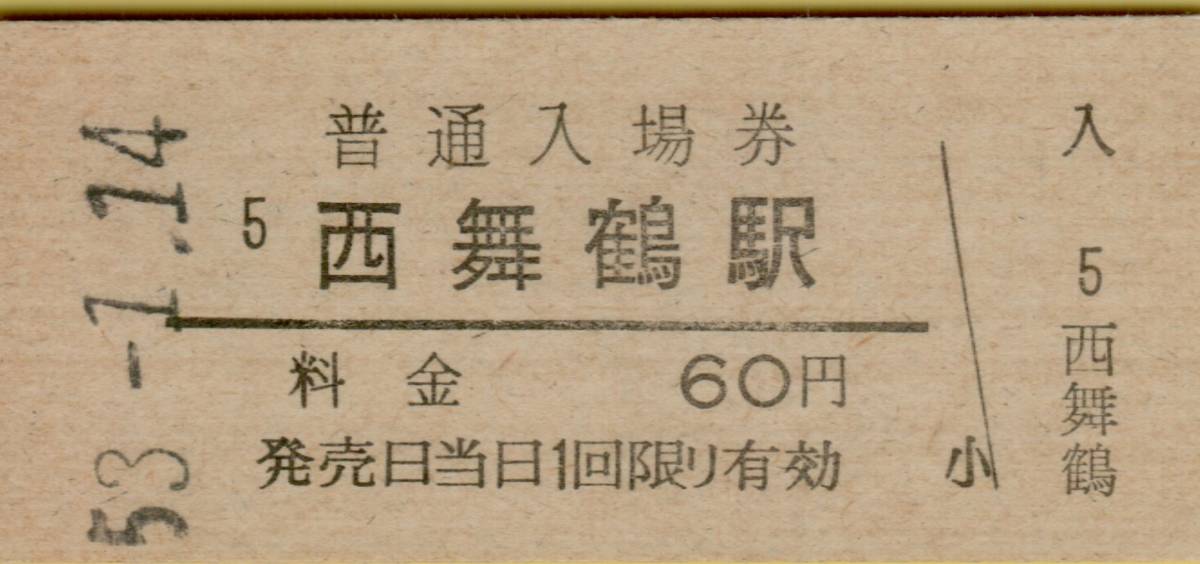 53-1.14
普通入場券
5 西舞鶴駅
料金 60円
発売日当日1回限り有効
小
入
5
西舞鶴